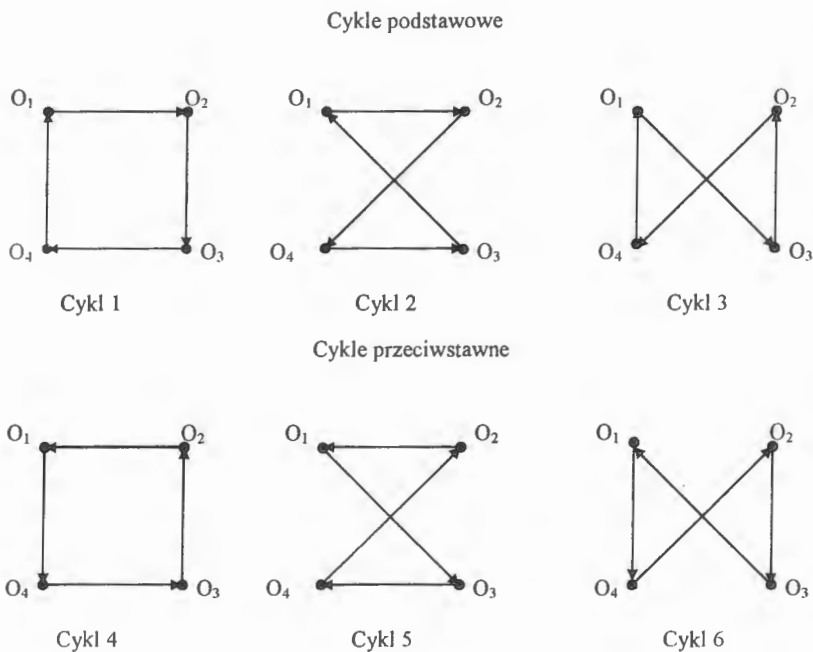 Cykle podstawowe
O₁ O₂ O₁ O₂ O₁ O₂
O₄ O₃ O₄ O₃ O₄ O₃
Cykl 1 Cykl 2 Cykl 3
Cykle przeciwstawne
O₁ O₂ O₁ O₂ O₁ O₂
O₄ O₃ O₄ O₃ O₄ O₃
Cykl 4 Cykl 5 Cykl 6